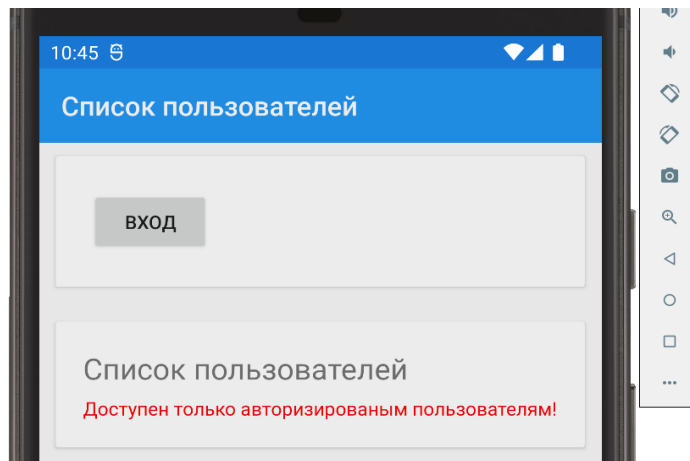 10:45
Список пользователей
ВХОД
Список пользователей
Доступен только авторизированым пользователям!